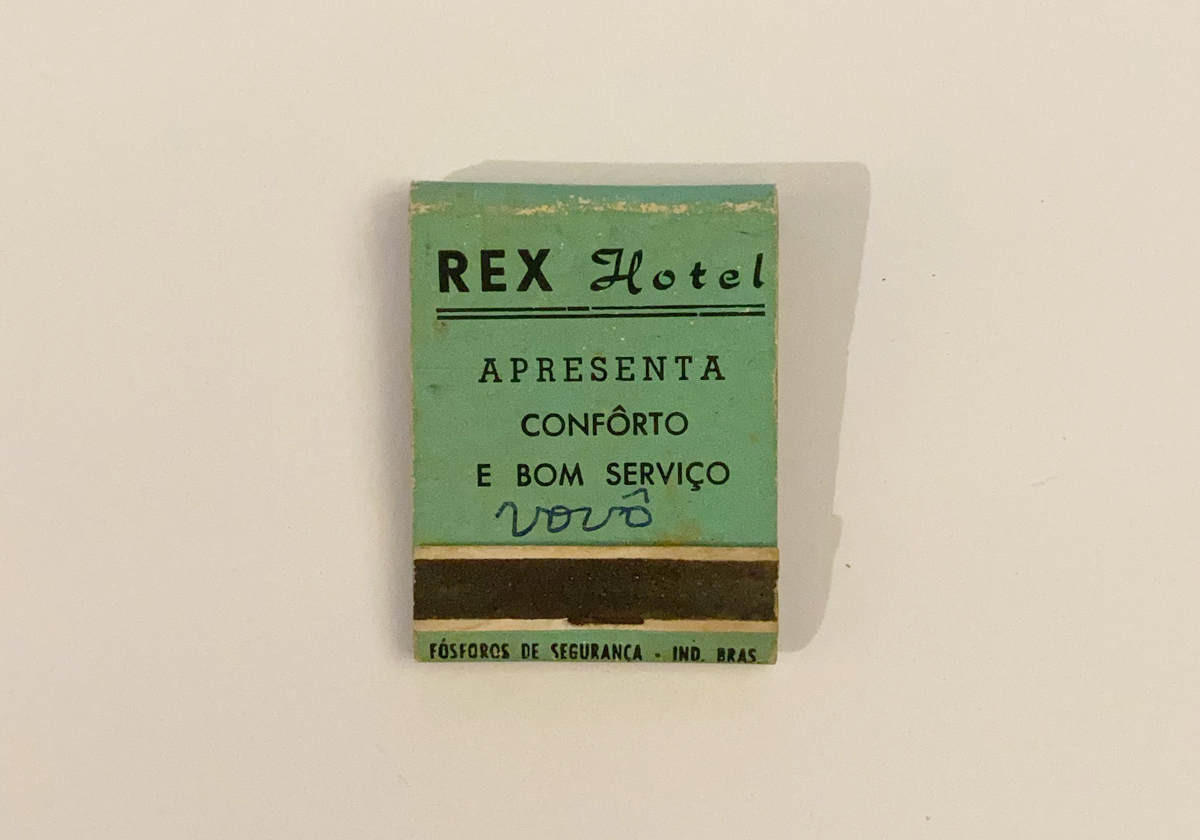 REX Hotel
APRESENTA
CONFÔRTO
E BOM SERVIÇO
vovô
FÓSFOROS DE SEGURANÇA - IND. BRAS.